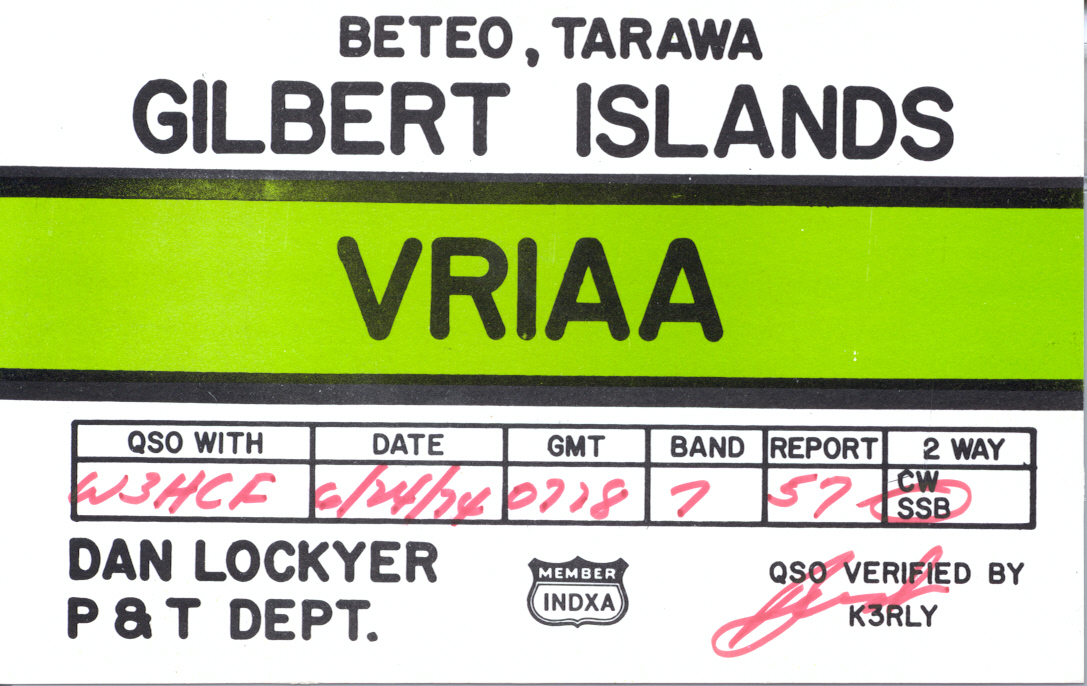 BETEO, TARAWA
GILBERT ISLANDS
VRIAA
QSO WITH DATE GMT BAND REPORT 2 WAY
W3HCF 6/24/74 0728 7 57 CW
SSB
DAN LOCKYER
P & T DEPT.
MEMBER
INDXA
QSO VERIFIED BY
K3RLY